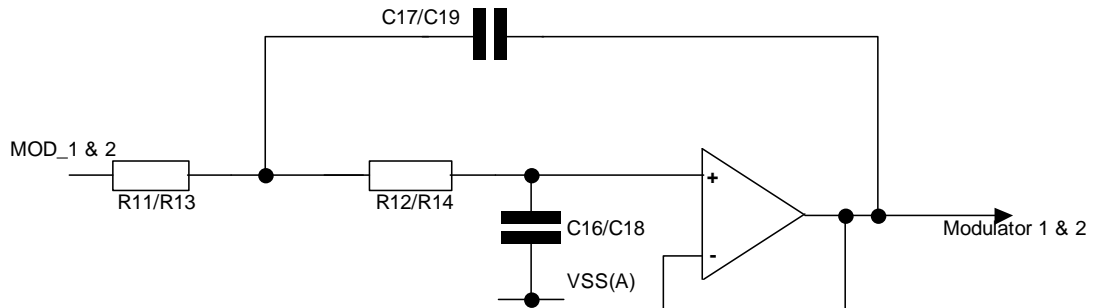 C17/C19
MOD_1 & 2
R11/R13
R12/R14
+
C16/C18
Modulator 1 & 2
-
VSS(A)